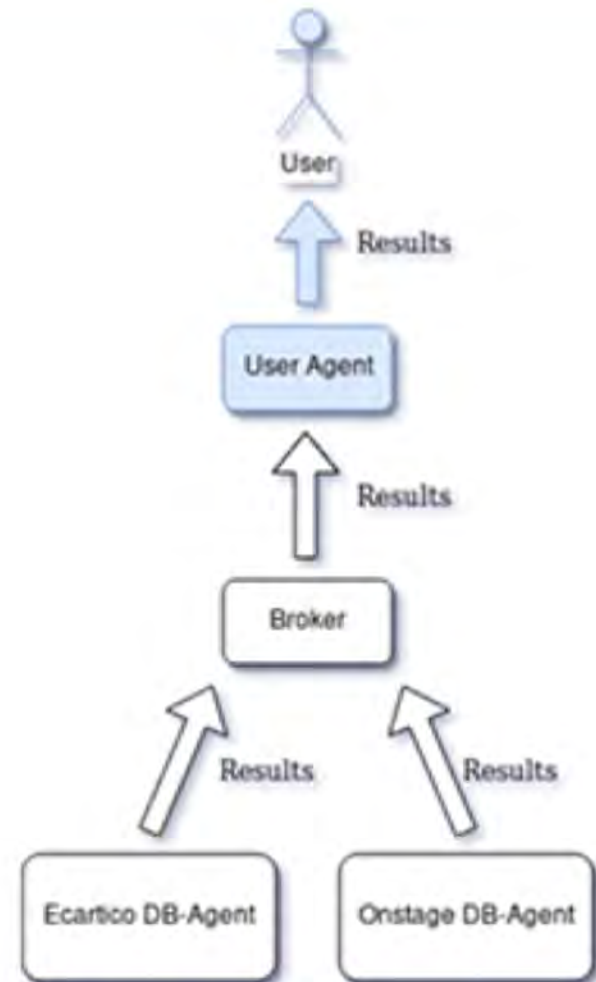 User
Results
User Agent
Results
Broker
Results
Results
Ecartico DB-Agent
Onstage DB-Agent